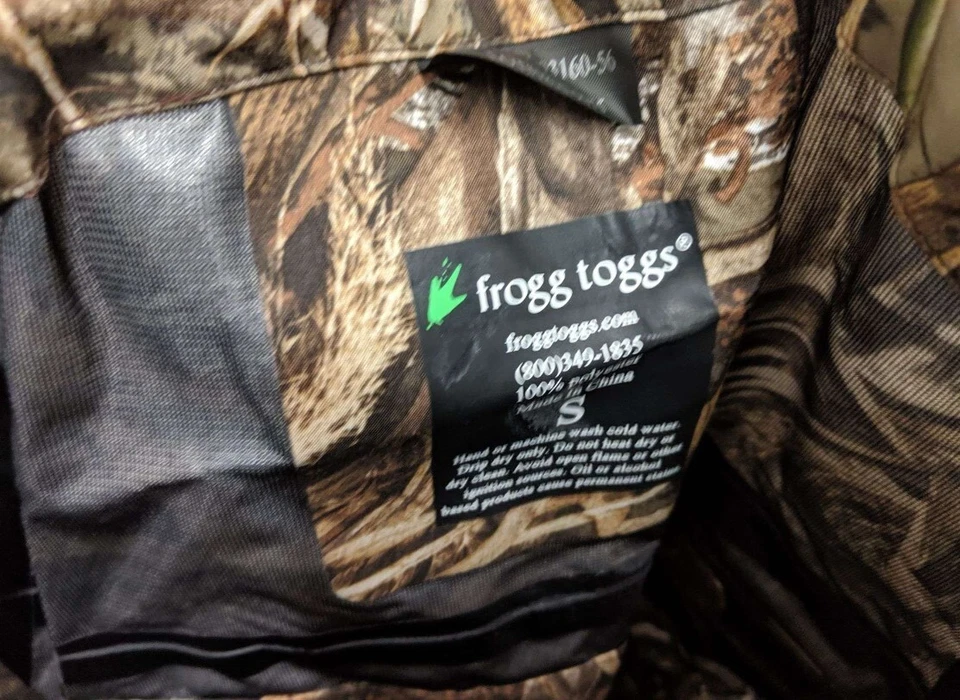 3160-56
frogg toggs®
froggtoggs.com
(800)349-1835
100% polyester
Made in China
S
Hand or machine wash cold water
Drip dry only. Do not heat dry or
dry clean. Avoid open flame or other
ignition sources. Oil or alcohol
based products cause permanent